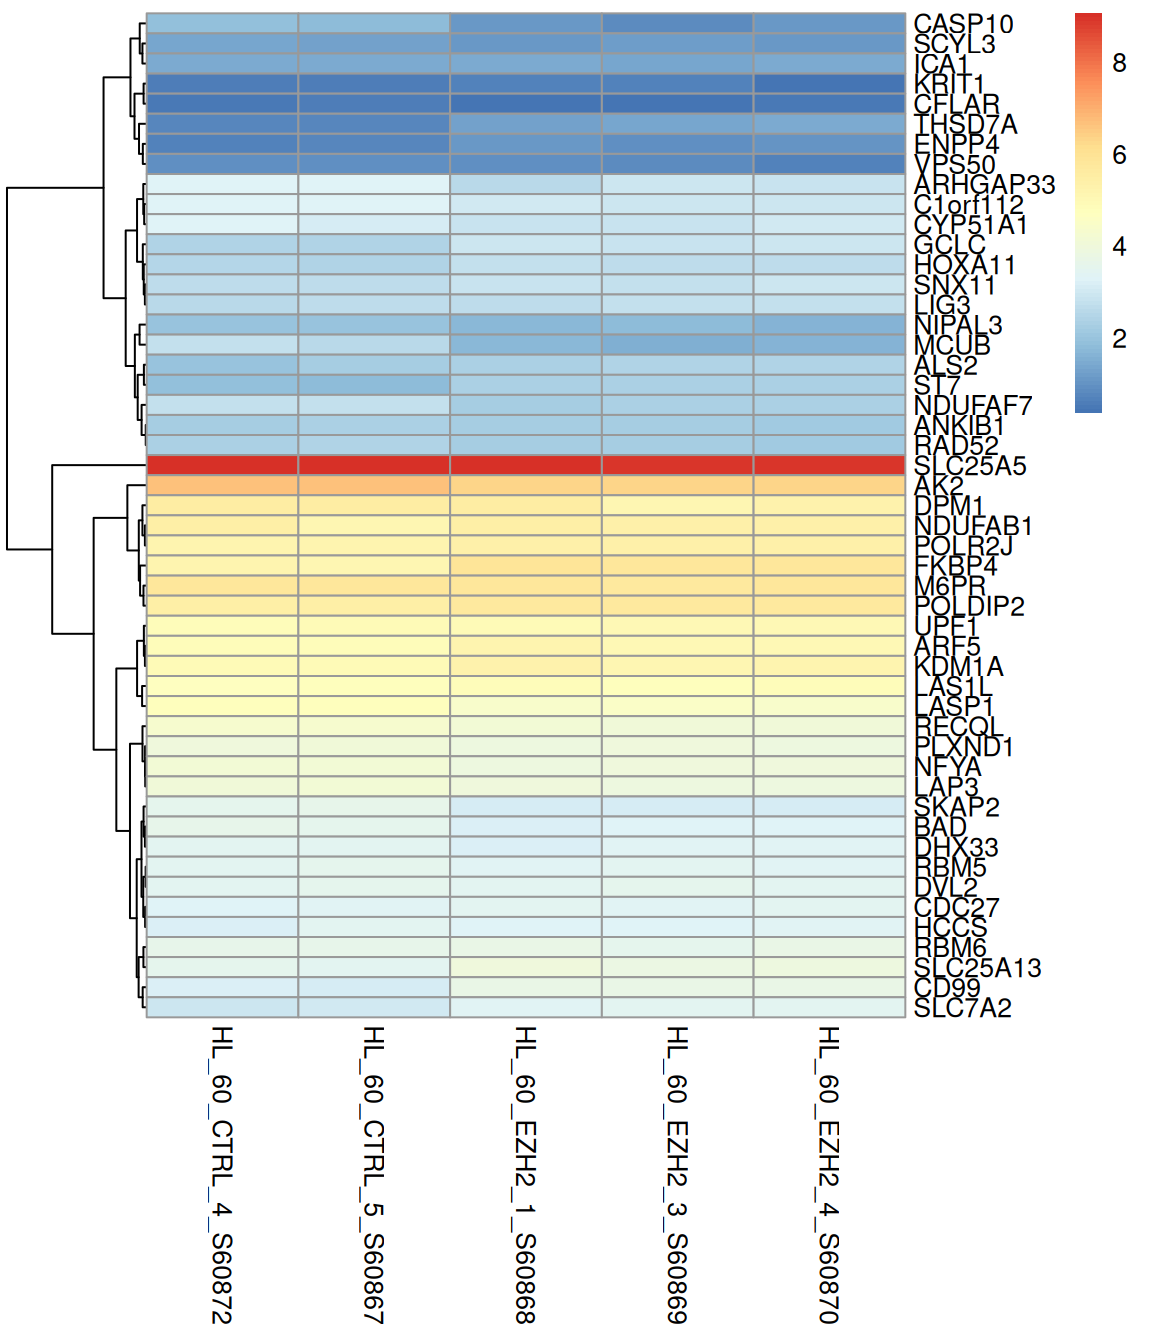 CASP10
SCYL3
ICA1
KRIT1
CFLAR
THSD7A
ENPP4
VPS50
ARHGAP33
C1orf112
CYP51A1
GCLC
HOXA11
SNX11
LIG3
NIPAL3
MCUB
ALS2
ST7
NDUFAF7
ANKIB1
RAD52
SLC25A5
AK2
DPM1
NDUFAB1
POLR2J
FKBP4
M6PR
POLDIP2
UPF1
ARF5
KDM1A
LAS1L
LASP1
RECQL
PLXND1
NFYA
LAP3
SKAP2
BAD
DHX33
RBM5
DVL2
CDC27
HCCS
RBM6
SLC25A13
CD99
SLC7A2
8
6
4
2
HL_60_CTRL_4_S60872
HL_60_CTRL_5_S60867
HL_60_EZH2_1_S60868
HL_60_EZH2_3_S60869
HL_60_EZH2_4_S60870